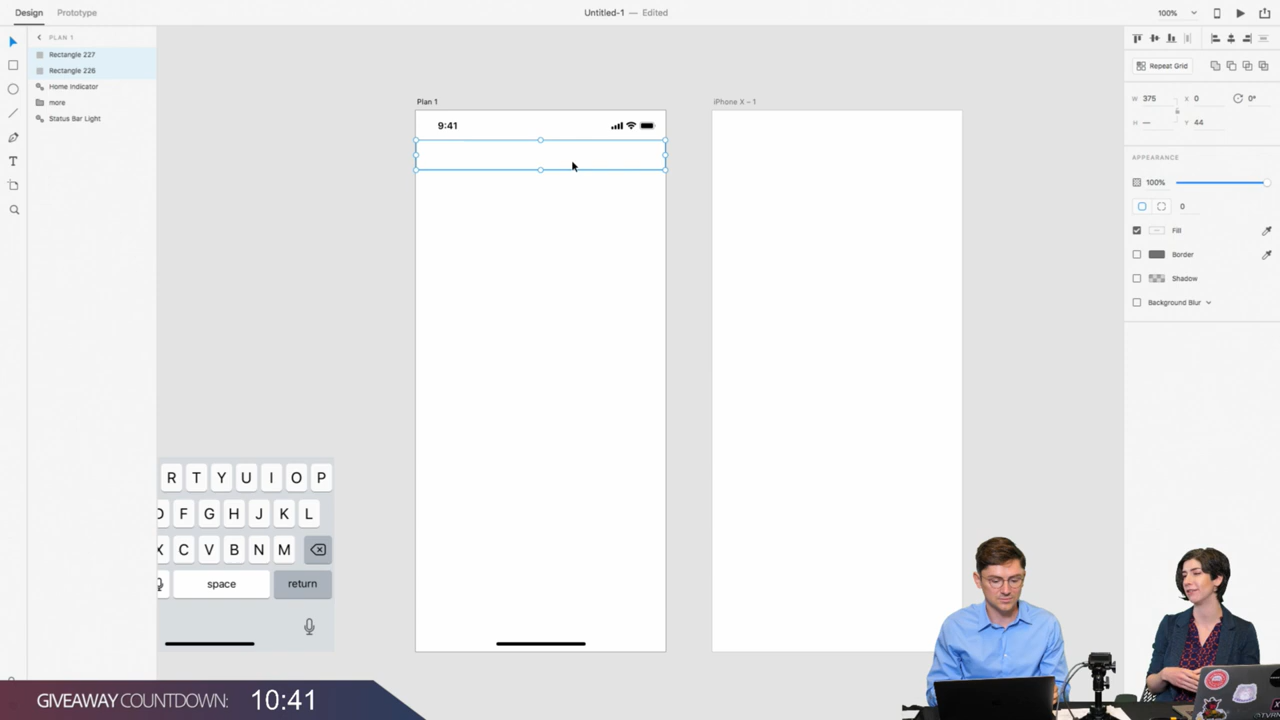 Design
Prototype
Untitled-1 — Edited
100%
PLAN 1
Rectangle 227
Rectangle 226
Home Indicator
more
Status Bar Light
T
Plan 1
9:41
iPhone X – 1
Repeat Grid
W 375
X 0
0°
H —
Y 44
APPEARANCE
100%
0
Fill
Border
Shadow
Background Blur
R T Y U I O P
F G H J K L
X C V B N M
space
return
GIVEAWAY COUNTDOWN: 10:41